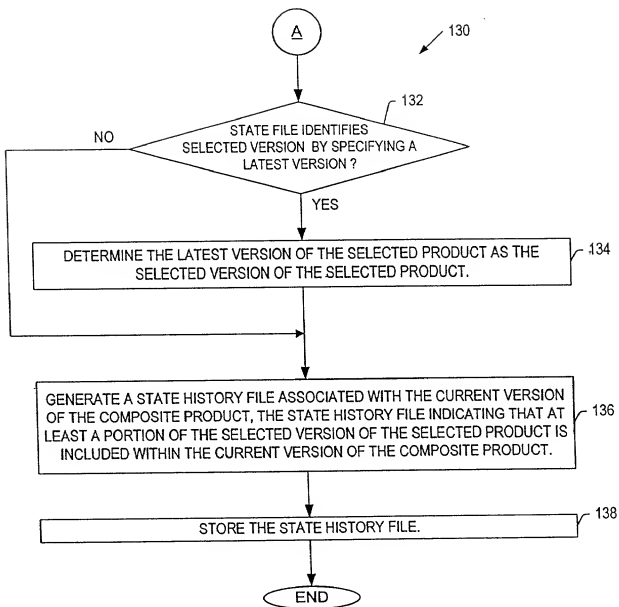 A
130
132
STATE FILE IDENTIFIES
SELECTED VERSION BY SPECIFYING A
LATEST VERSION ?
NO
YES
DETERMINE THE LATEST VERSION OF THE SELECTED PRODUCT AS THE
SELECTED VERSION OF THE SELECTED PRODUCT.
134
GENERATE A STATE HISTORY FILE ASSOCIATED WITH THE CURRENT VERSION
OF THE COMPOSITE PRODUCT, THE STATE HISTORY FILE INDICATING THAT AT
LEAST A PORTION OF THE SELECTED VERSION OF THE SELECTED PRODUCT IS
INCLUDED WITHIN THE CURRENT VERSION OF THE COMPOSITE PRODUCT.
136
STORE THE STATE HISTORY FILE.
138
END